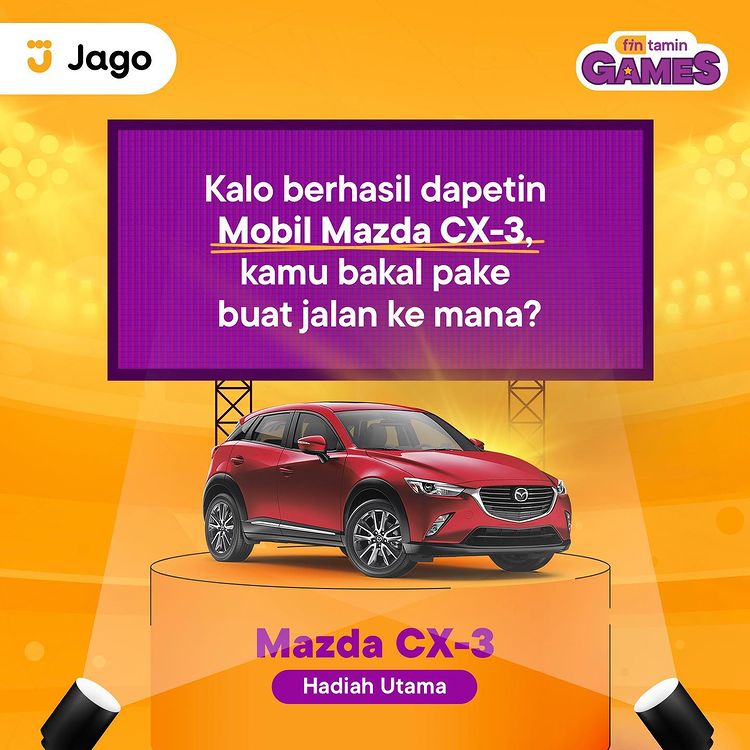 Jago
fintamin
GAMES
Kalo berhasil dapetin
Mobil Mazda CX-3,
kamu bakal pake
buat jalan ke mana?
Mazda CX-3
Hadiah Utama